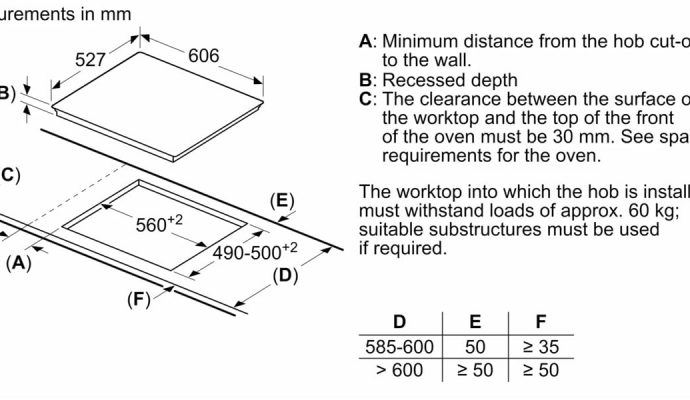 urements in mm
527
606
B)
C)
(E)
560+2
490-500+2
(A)
(D)
(F)
A: Minimum distance from the hob cut-o
to the wall.
B: Recessed depth
C: The clearance between the surface o
the worktop and the top of the front
of the oven must be 30 mm. See spa
requirements for the oven.
The worktop into which the hob is install
must withstand loads of approx. 60 kg;
suitable substructures must be used
if required.
D E F
585-600 50 ≥ 35
> 600 ≥ 50 ≥ 50